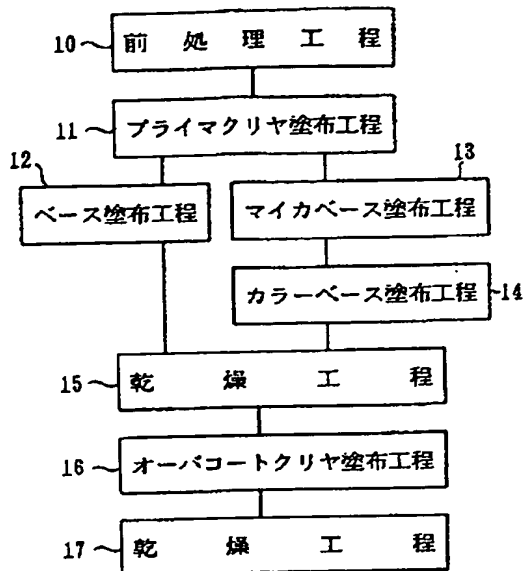 10 前処理工程
11 プライマクリヤ塗布工程
12
13
ベース塗布工程
マイカベース塗布工程
カラーベース塗布工程 14
15 乾燥工程
16 オーバコートクリヤ塗布工程
17 乾燥工程